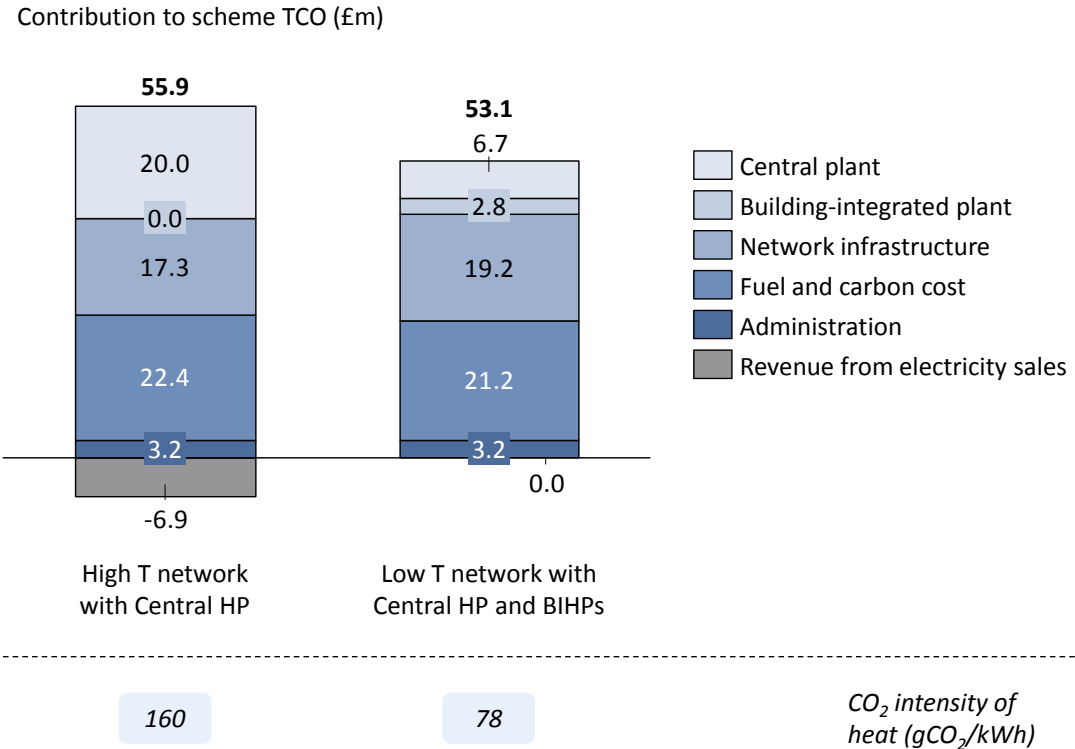 Contribution to scheme TCO (£m)
55.9
20.0
0.0
17.3
22.4
3.2
-6.9
High T network
with Central HP
53.1
6.7
2.8
19.2
21.2
3.2
0.0
Low T network with
Central HP and BIHPs
Central plant
Building-integrated plant
Network infrastructure
Fuel and carbon cost
Administration
Revenue from electricity sales
160
78
CO₂ intensity of
heat (gCO₂/kWh)